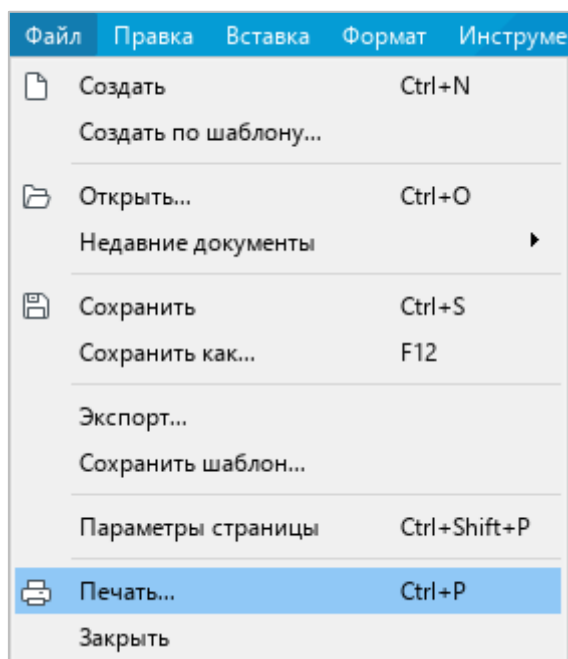 Файл Правка Вставка Формат Инструме
Создать Ctrl+N
Создать по шаблону...
Открыть... Ctrl+O
Недавние документы
Сохранить Ctrl+S
Сохранить как... F12
Экспорт...
Сохранить шаблон...
Параметры страницы Ctrl+Shift+P
Печать... Ctrl+P
Закрыть